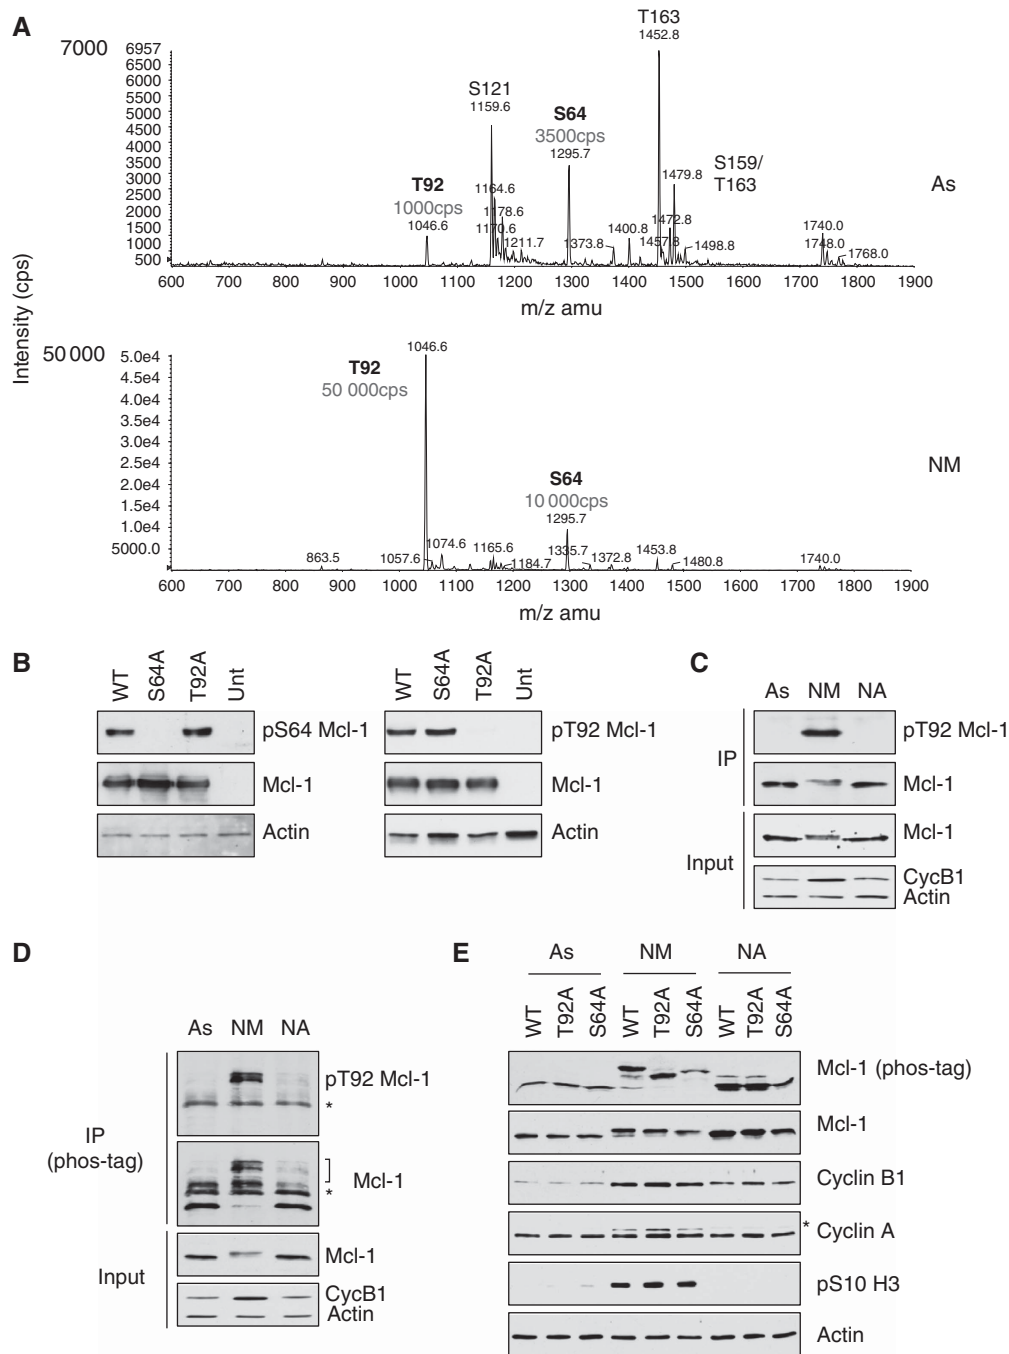 A
Intensity (cps)
7000
6957
6500
6000
5500
5000
4500
4000
3500
3000
2500
2000
1500
1000
500
T92
1000cps
1046.6
S121
1159.6
1164.6
1178.6
1170.6
1211.7
S64
3500cps
1295.7
1373.8
1400.8
T163
1452.8
1479.8
1472.8
1457.8
1498.8
S159/
T163
1740.0
1748.0
1768.0
As
600 700 800 900 1000 1100 1200 1300 1400 1500 1600 1700 1800 1900
m/z amu
50 000
5.0e4
4.5e4
4.0e4
3.5e4
3.0e4
2.5e4
2.0e4
1.5e4
1.0e4
5000.0
T92
50 000cps
1046.6
S64
10 000cps
1295.7
863.5
1057.6
1074.6
1165.6
1184.7
1335.7
1372.8
1453.8
1480.8
1740.0
NM
600 700 800 900 1000 1100 1200 1300 1400 1500 1600 1700 1800 1900
m/z amu
B
WT S64A T92A Unt
pS64 Mcl-1
Mcl-1
Actin
WT S64A T92A Unt
pT92 Mcl-1
Mcl-1
Actin
C
As NM NA
IP
pT92 Mcl-1
Mcl-1
Input
Mcl-1
CycB1
Actin
D
As NM NA
IP
(phos-tag)
pT92 Mcl-1
*
Mcl-1
*
Input
Mcl-1
CycB1
Actin
E
As NM NA
WT T92A S64A WT T92A S64A WT T92A S64A
Mcl-1 (phos-tag)
Mcl-1
Cyclin B1
* Cyclin A
pS10 H3
Actin